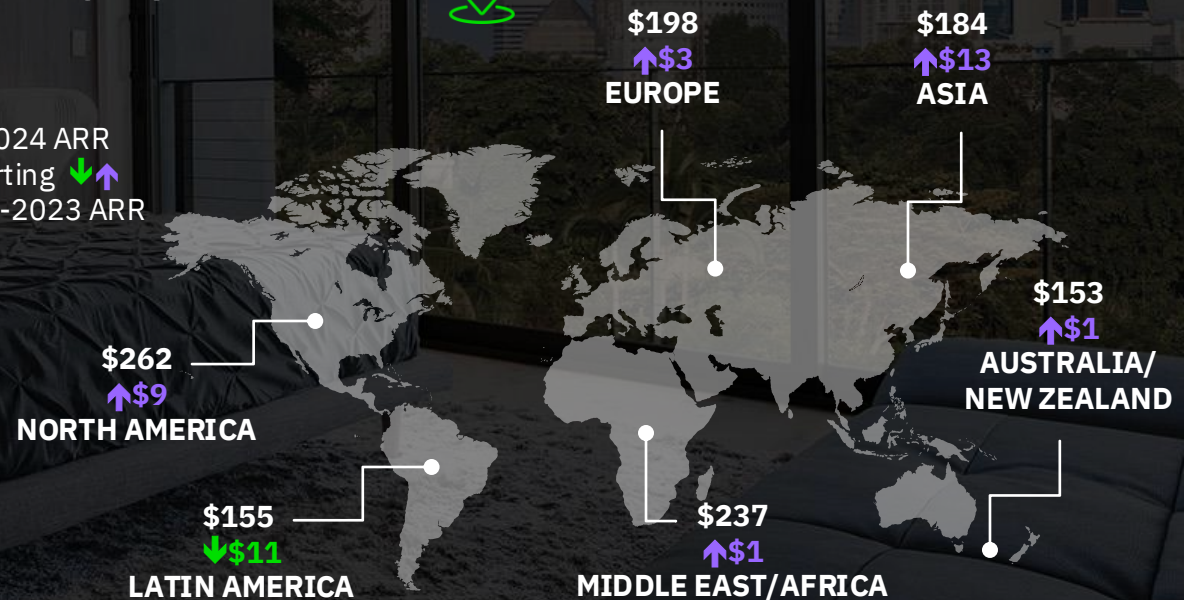 $198
↑$3
EUROPE
$184
↑$13
ASIA
024 ARR
rting ↓↑
-2023 ARR
$153
↑$1
AUSTRALIA/
NEW ZEALAND
$262
↑$9
NORTH AMERICA
$155
↓$11
LATIN AMERICA
$237
↑$1
MIDDLE EAST/AFRICA